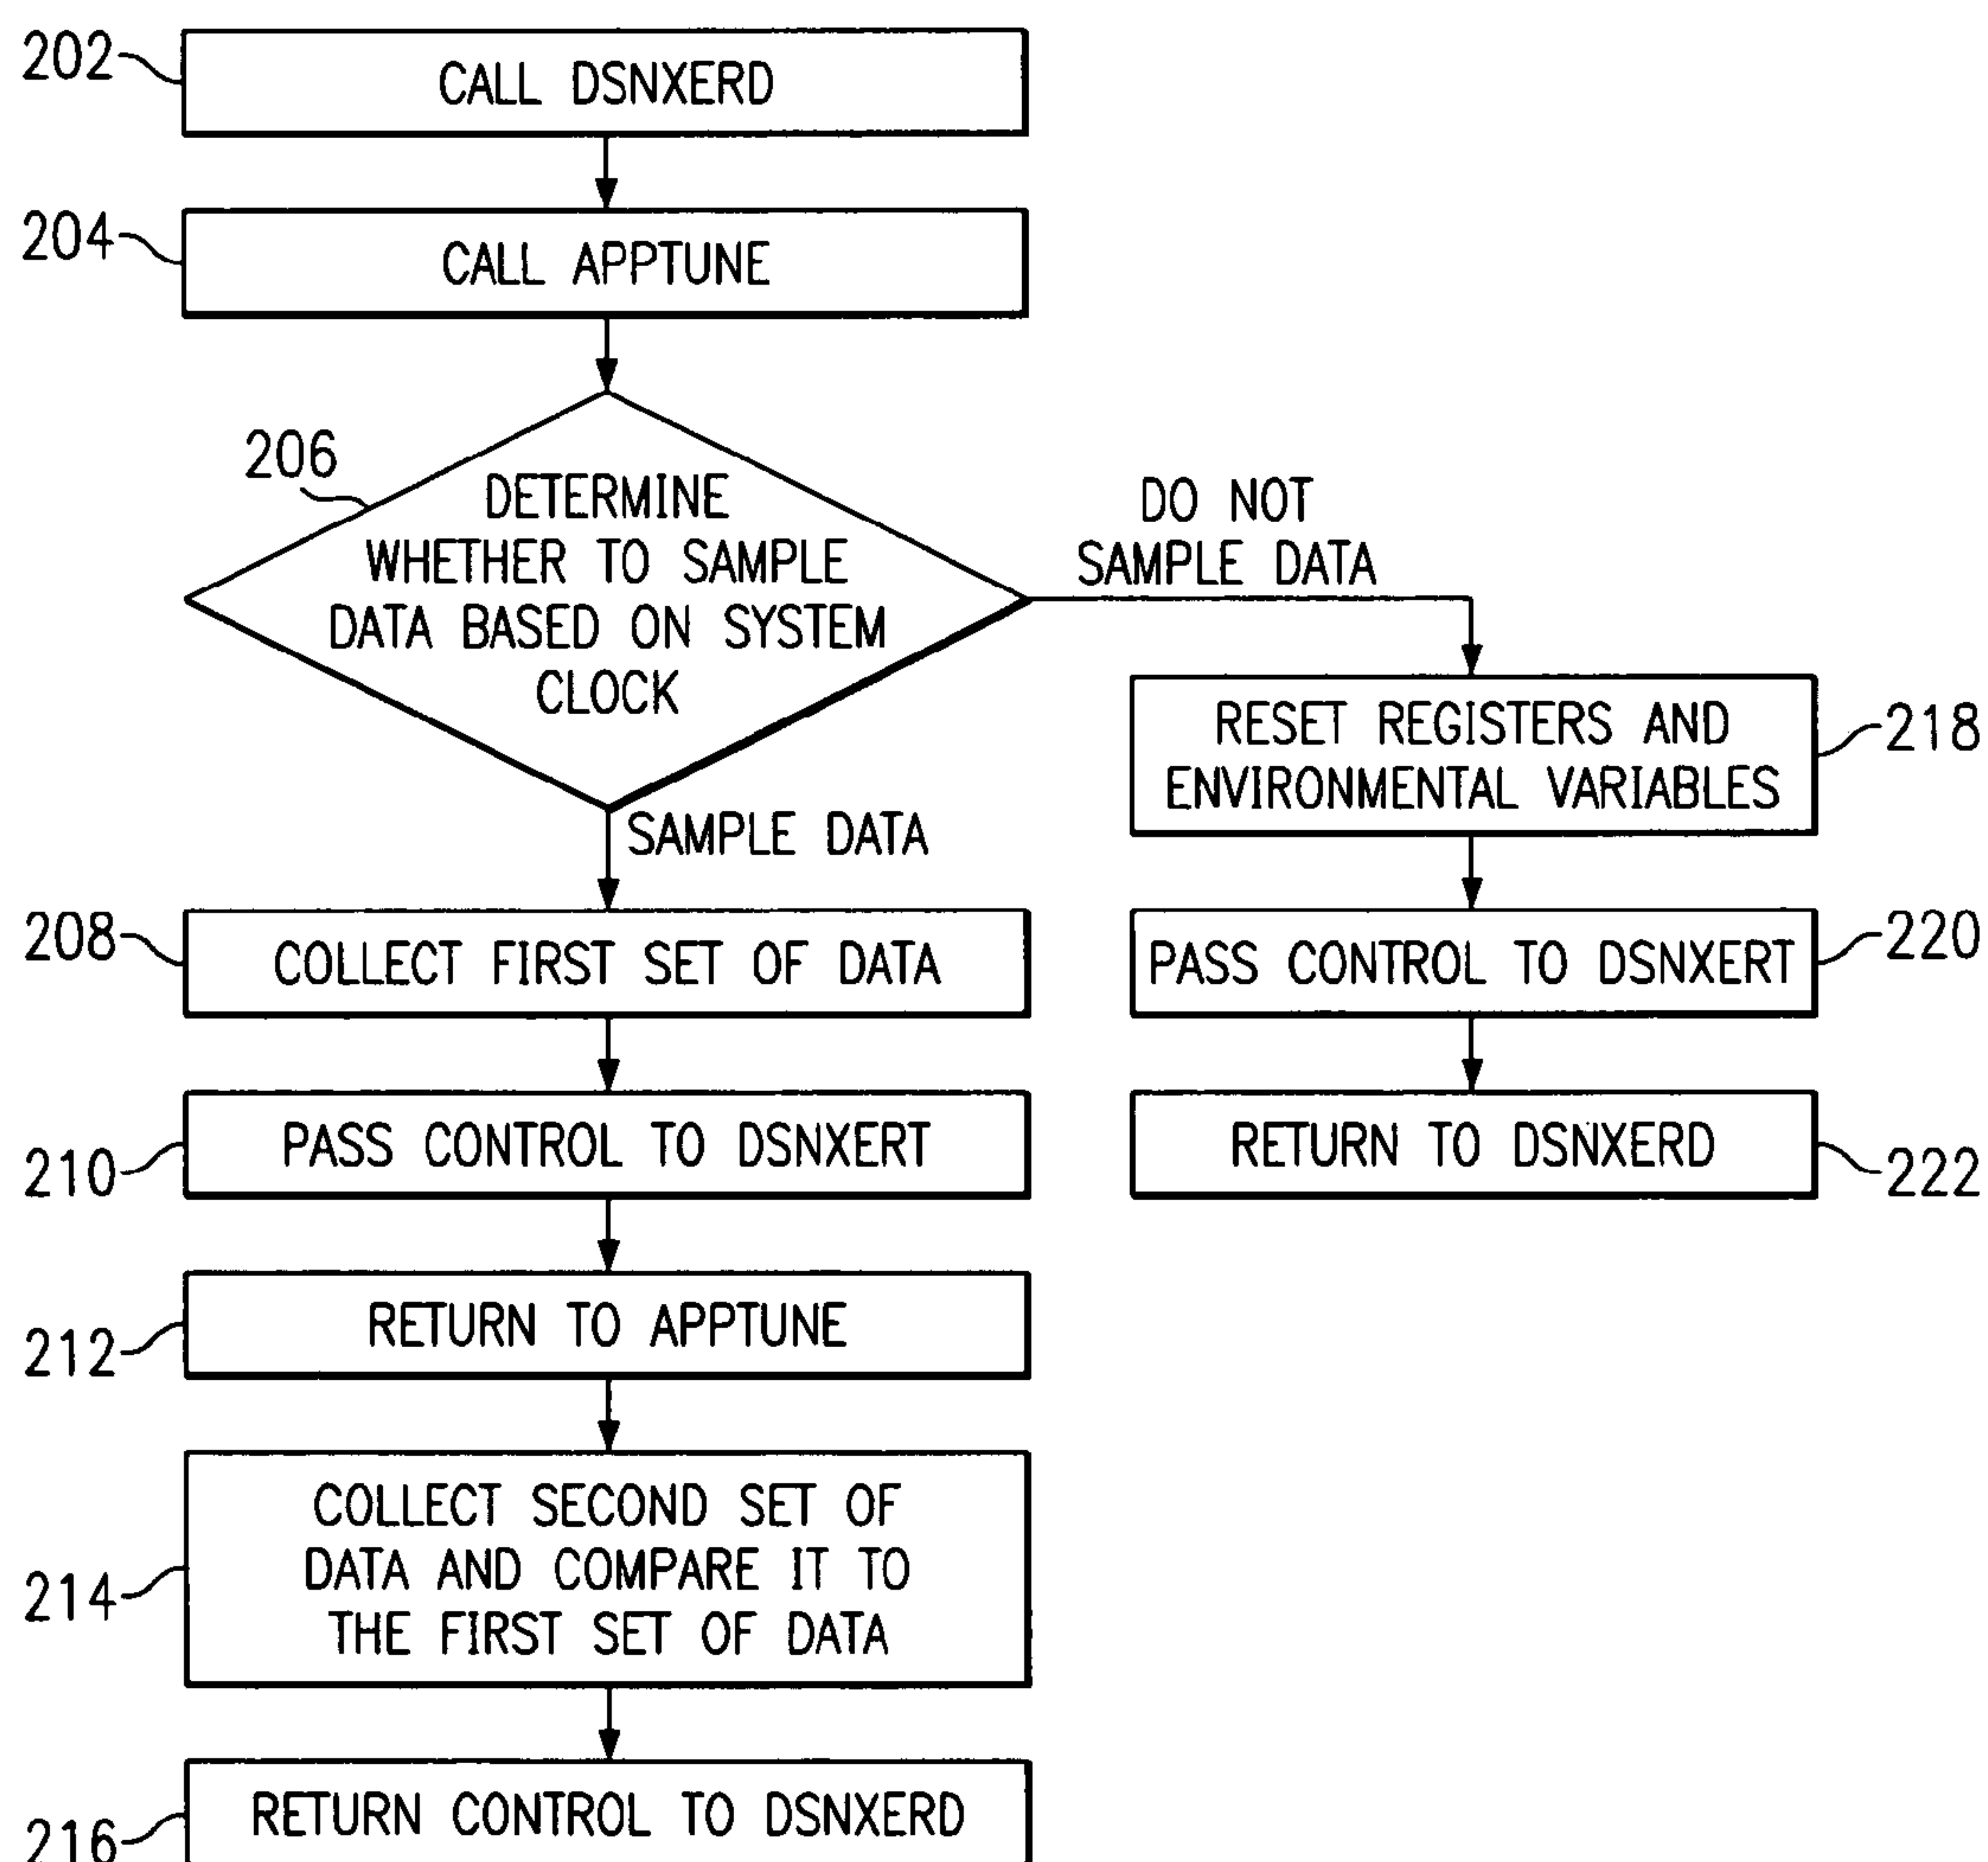 202
CALL DSNXERD
204
CALL APPTUNE
206
DETERMINE
WHETHER TO SAMPLE
DATA BASED ON SYSTEM
CLOCK
DO NOT
SAMPLE DATA
SAMPLE DATA
RESET REGISTERS AND
ENVIRONMENTAL VARIABLES
218
208
COLLECT FIRST SET OF DATA
PASS CONTROL TO DSNXERT
220
210
PASS CONTROL TO DSNXERT
RETURN TO DSNXERD
222
212
RETURN TO APPTUNE
214
COLLECT SECOND SET OF
DATA AND COMPARE IT TO
THE FIRST SET OF DATA
216
RETURN CONTROL TO DSNXERD